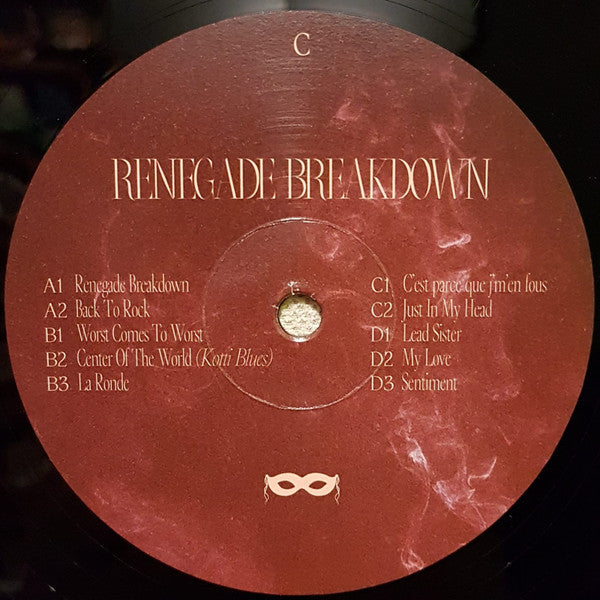 C
RENEGADE BREAKDOWN
A1 Renegade Breakdown
A2 Back To Rock
B1 Worst Comes To Worst
B2 Center Of The World (Kotti Blues)
B3 La Ronde
C1 C'est parce que j'm'en fous
C2 Just In My Head
D1 Lead Sister
D2 My Love
D3 Sentiment